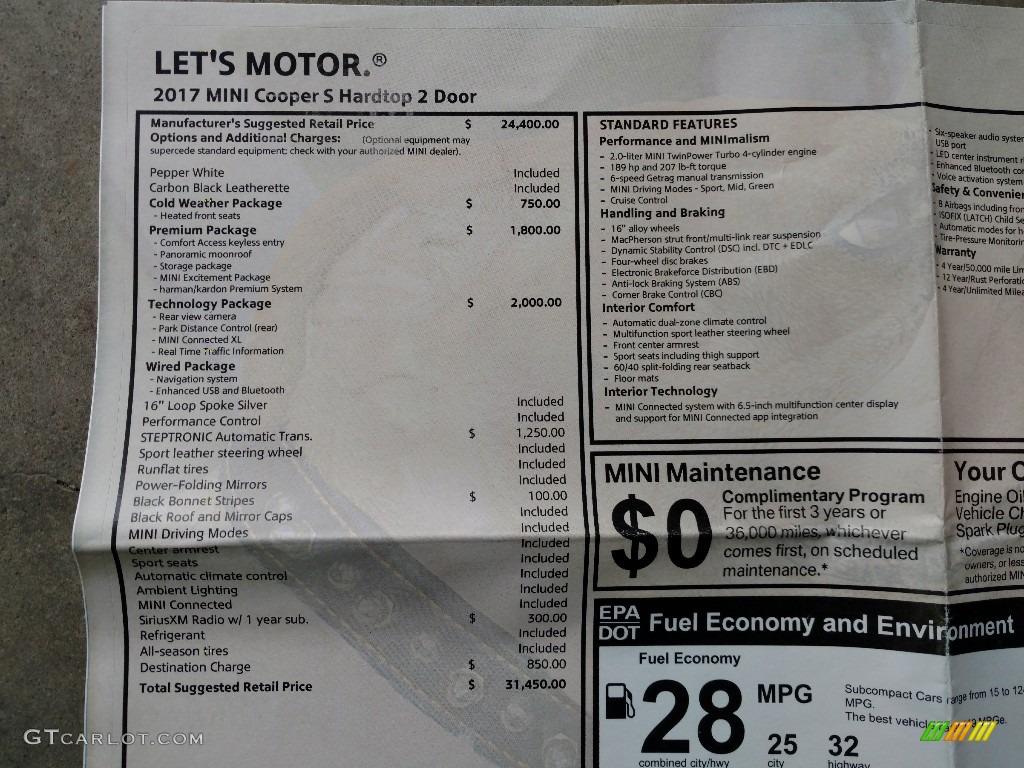 LET'S MOTOR.®
2017 MINI Cooper S Hardtop 2 Door
Manufacturer's Suggested Retail Price $ 24,400.00
Options and Additional Charges: (Optional equipment may
supercede standard equipment; check with your authorized MINI dealer).
Pepper White Included
Carbon Black Leatherette Included
Cold Weather Package $ 750.00
- Heated front seats
Premium Package $ 1,800.00
- Comfort Access keyless entry
- Panoramic moonroof
- Storage package
- MINI Excitement Package
- harman/kardon Premium System
Technology Package $ 2,000.00
- Rear view camera
- Park Distance Control (rear)
- MINI Connected XL
- Real Time Traffic Information
Wired Package
- Navigation system
- Enhanced USB and Bluetooth
16" Loop Spoke Silver Included
Performance Control Included
STEPTRONIC Automatic Trans. $ 1,250.00
Sport leather steering wheel Included
Runflat tires Included
Power-Folding Mirrors Included
Black Bonnet Stripes $ 100.00
Black Roof and Mirror Caps Included
MINI Driving Modes Included
Center armrest Included
Sport seats Included
Automatic climate control Included
Ambient Lighting Included
MINI Connected Included
SiriusXM Radio w/ 1 year sub. $ 300.00
Refrigerant Included
All-season tires Included
Destination Charge $ 850.00
Total Suggested Retail Price $ 31,450.00
STANDARD FEATURES
Performance and MINImalism
- 2.0-liter MINI TwinPower Turbo 4-cylinder engine
- 189 hp and 207 lb-ft torque
- 6-speed Getrag manual transmission
- MINI Driving Modes - Sport, Mid, Green
- Cruise Control
Handling and Braking
- 16" alloy wheels
- MacPherson strut front/multi-link rear suspension
- Dynamic Stability Control (DSC) incl. DTC + EDLC
- Four-wheel disc brakes
- Electronic Brakeforce Distribution (EBD)
- Anti-lock Braking System (ABS)
- Corner Brake Control (CBC)
Interior Comfort
- Automatic dual-zone climate control
- Multifunction sport leather steering wheel
- Front center armrest
- Sport seats including thigh support
- 60/40 split-folding rear seatback
- Floor mats
Interior Technology
- MINI Connected system with 6.5-inch multifunction center display
and support for MINI Connected app integration
- Six-speaker audio system
USB port
- LED center instrument
- Enhanced Bluetooth
- Voice activation system
Safety & Convenien
- 8 Airbags including
- ISOFIX (LATCH) Child
- Automatic modes for
- Tire-Pressure
Warranty
- 4 Year/50,000 mile
- 12 Year/Rust
- 4 Year/Unlimited
MINI Maintenance
$0
Complimentary Program
For the first 3 years or
36,000 miles, whichever
comes first, on scheduled
maintenance.*
Your
Engine Oil
Vehicle
Spark
*Coverage is
owners, or
authorized
EPA
DOT
Fuel Economy and Environment
Fuel Economy
28 MPG
combined city/hwy
25
city
32
highway
Subcompact Cars range from 15 to
MPG.
The best
GTcarlot.com